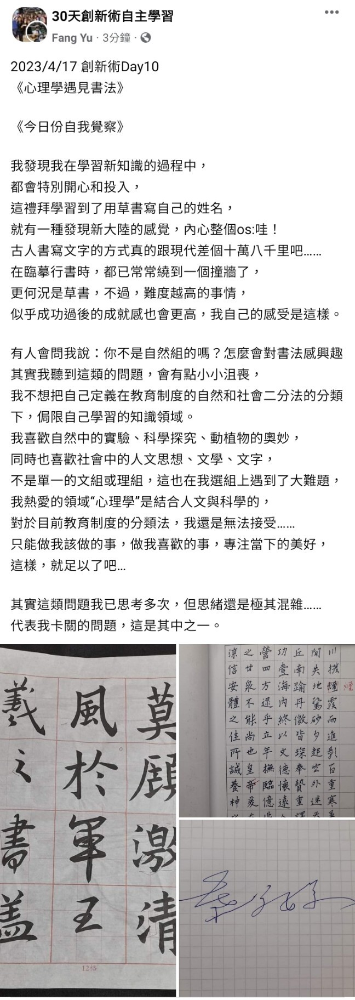 30天創新術自主學習
Fang Yu · 3分鐘 ·
2023/4/17 創新術Day10
《心理學遇見書法》
《今日份自我覺察》
我發現我在學習新知識的過程中，
都會特別開心和投入，
這禮拜學習到了用草書寫自己的姓名，
就有一種發現新大陸的感覺，內心整個os:哇！
古人書寫文字的方式真的跟現代差個十萬八千里吧......
在臨摹行書時，都已常常繞到一個撞牆了，
更何況是草書，不過，難度越高的事情，
似乎成功過後的成就感也會更高，我自己的感受是這樣。
有人會問我說：你不是自然組的嗎？怎麼會對書法感興趣
其實我聽到這類的問題，會有點小小沮喪，
我不想把自己定義在教育制度的自然和社會二分法的分類
下，侷限自己學習的知識領域。
我喜歡自然中的實驗、科學探究、動植物的奧妙，
同時也喜歡社會中的人文思想、文學、文字，
不是單一的文組或理組，這也在我選組上遇到了大難題，
我熱愛的領域“心理學”是結合人文與科學的，
對於目前教育制度的分類法，我還是無法接受......
只能做我該做的事，做我喜歡的事，專注當下的美好，
這樣，就足以了吧...
其實這類問題我已思考多次，但思緒還是極其混雜......
代表我卡關的問題，這是其中之一。
莫顧激清
風於軍王
羲之書蓋
12格
川撥煙霞而進影百重寒
煙
閒失地駕砂夕起空外迷天
丘南踰丹徼皆琛奉贄重譯
功壹海內終以文德懷遠
營四方逞乎立年撫臨億
之甘泉不能尚也皇帝爰
涼信安體之佳所誠養神